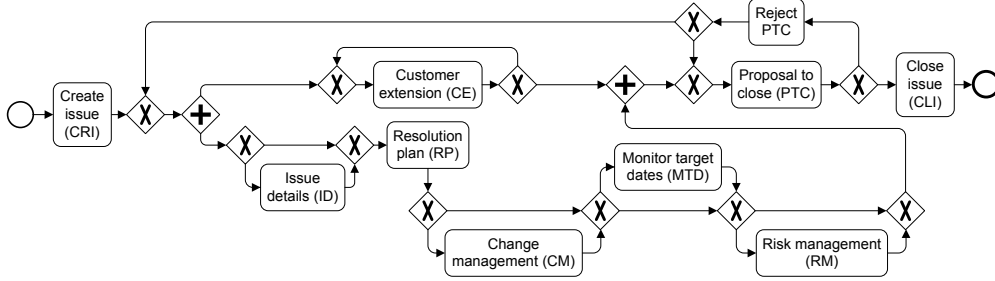 Reject
PTC
Create
issue
(CRI)
Customer
extension (CE)
Proposal to
close (PTC)
Close
issue
(CLI)
Issue
details (ID)
Resolution
plan (RP)
Monitor target
dates (MTD)
Change
management (CM)
Risk management
(RM)